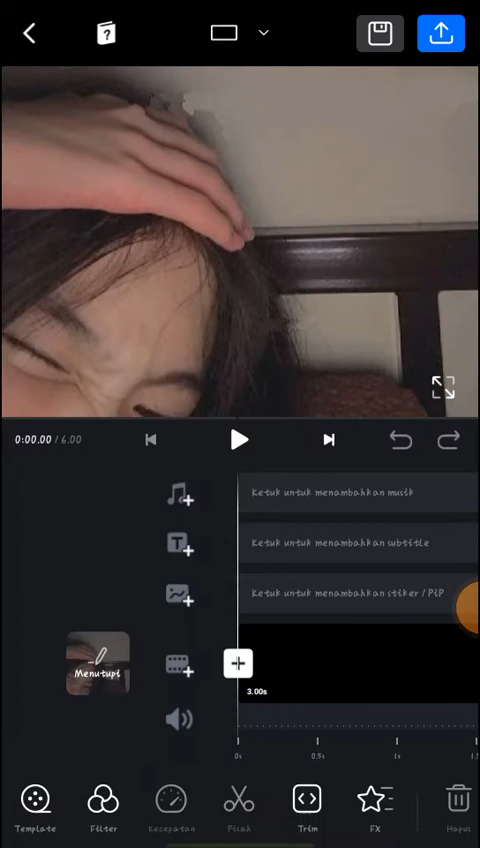 0:00.00 / 6.00
Ketuk untuk menambahkan musik
Ketuk untuk menambahkan subtitle
Ketuk untuk menambahkan stiker / PiP
Menutupi
3.00s
0s 0.5s 1s
Template Filter Kecepatan Pisah Trim FX Hapus